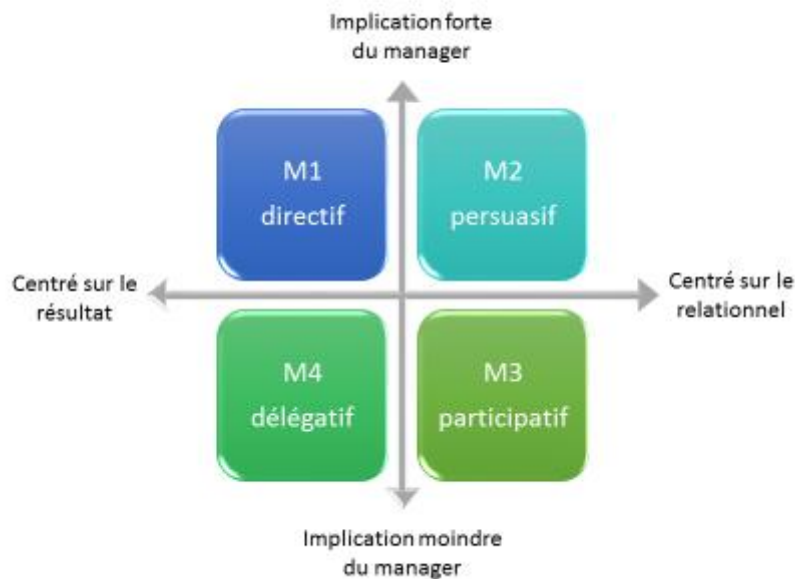 Implication forte
du manager
M1
directif
M2
persuasif
Centré sur le
résultat
Centré sur le
relationnel
M4
délégatif
M3
participatif
Implication moindre
du manager